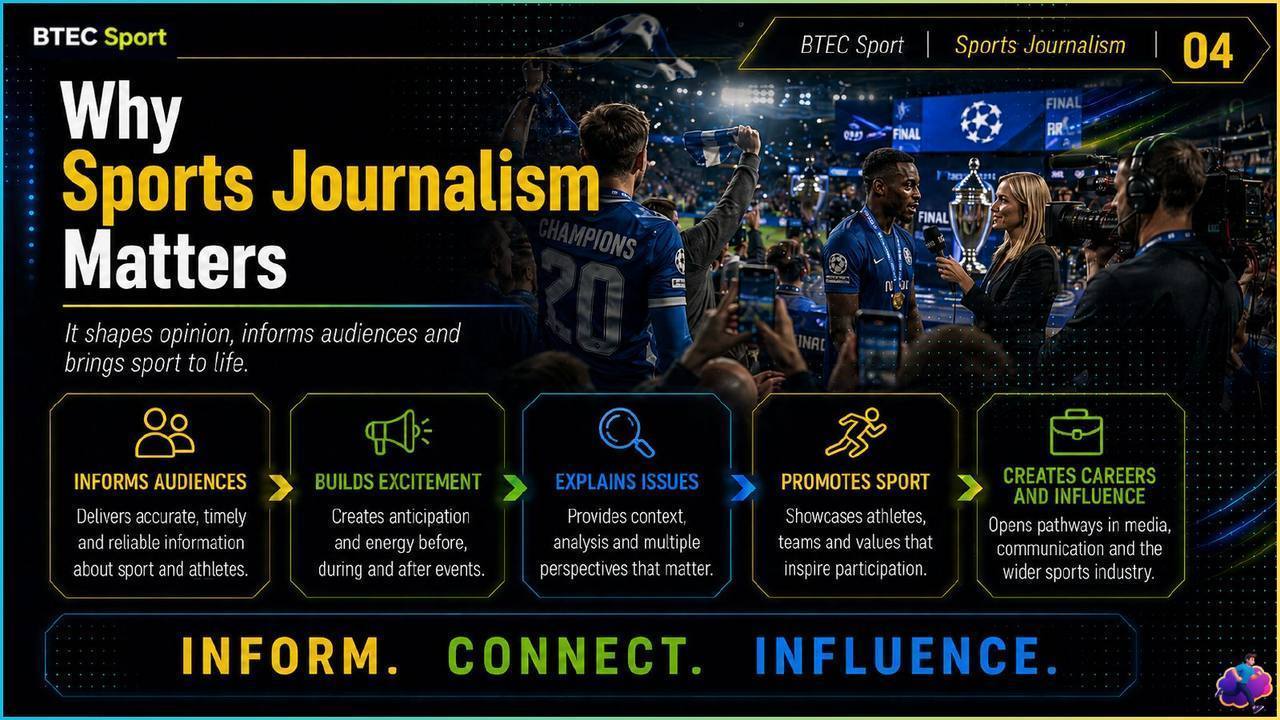 BTEC Sport
BTEC Sport | Sports Journalism | 04
Why
Sports Journalism
Matters
It shapes opinion, informs audiences and
brings sport to life.
CHAMPIONS
20
FINAL
FINAL
FINAL
INFORMS AUDIENCES
Delivers accurate, timely
and reliable information
about sport and athletes.
BUILDS EXCITEMENT
Creates anticipation
and energy before,
during and after events.
EXPLAINS ISSUES
Provides context,
analysis and multiple
perspectives that matter.
PROMOTES SPORT
Showcases athletes,
teams and values that
inspire participation.
CREATES CAREERS
AND INFLUENCE
Opens pathways in media,
communication and the
wider sports industry.
INFORM. CONNECT. INFLUENCE.